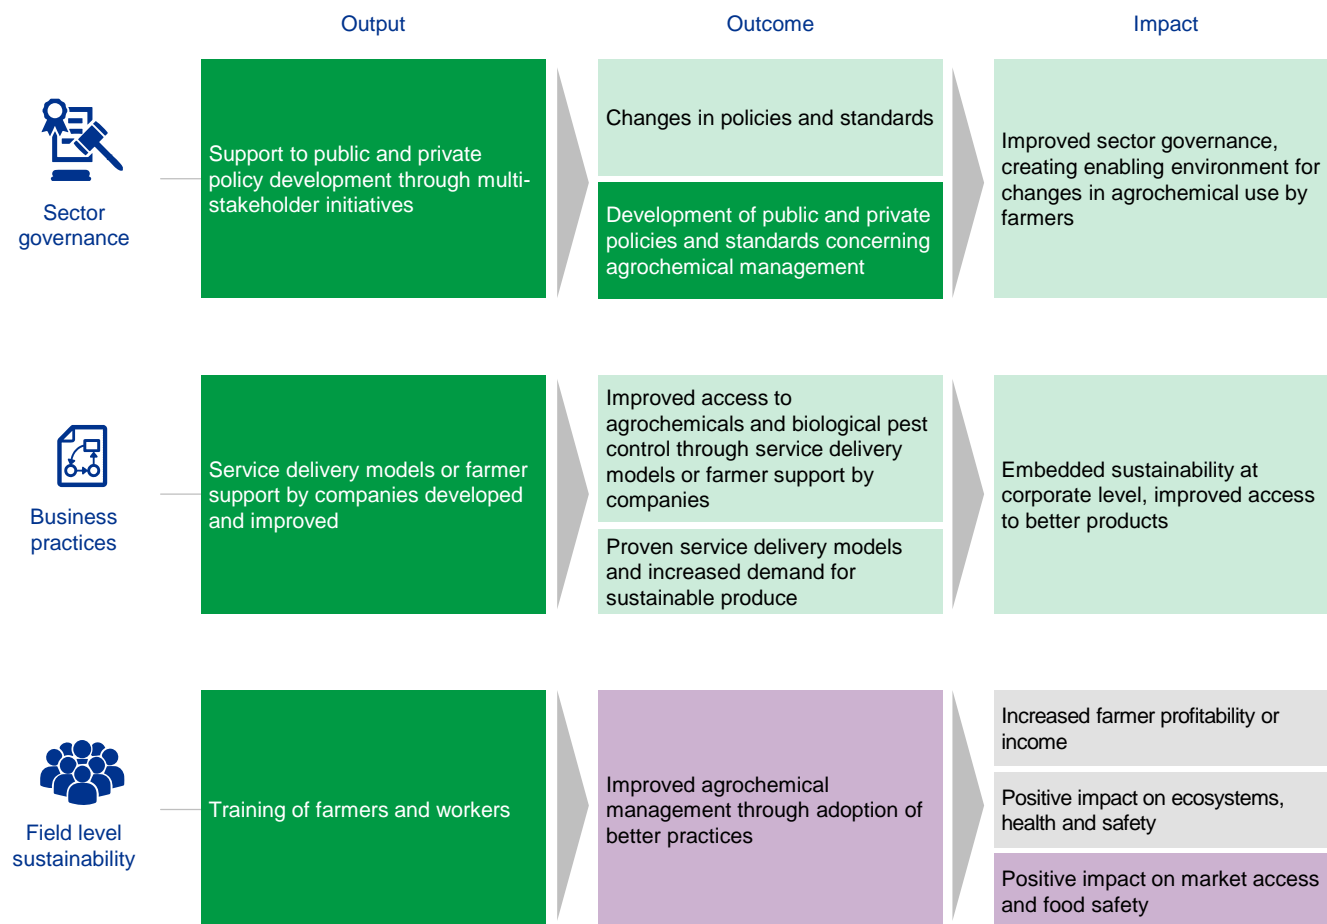 Output
Outcome
Impact
Sector
governance
Support to public and private
policy development through multi-
stakeholder initiatives
Changes in policies and standards
Development of public and private
policies and standards concerning
agrochemical management
Improved sector governance,
creating enabling environment for
changes in agrochemical use by
farmers
Business
practices
Service delivery models or farmer
support by companies developed
and improved
Improved access to
agrochemicals and biological pest
control through service delivery
models or farmer support by
companies
Proven service delivery models
and increased demand for
sustainable produce
Embedded sustainability at
corporate level, improved access
to better products
Field level
sustainability
Training of farmers and workers
Improved agrochemical
management through adoption of
better practices
Increased farmer profitability or
income
Positive impact on ecosystems,
health and safety
Positive impact on market access
and food safety